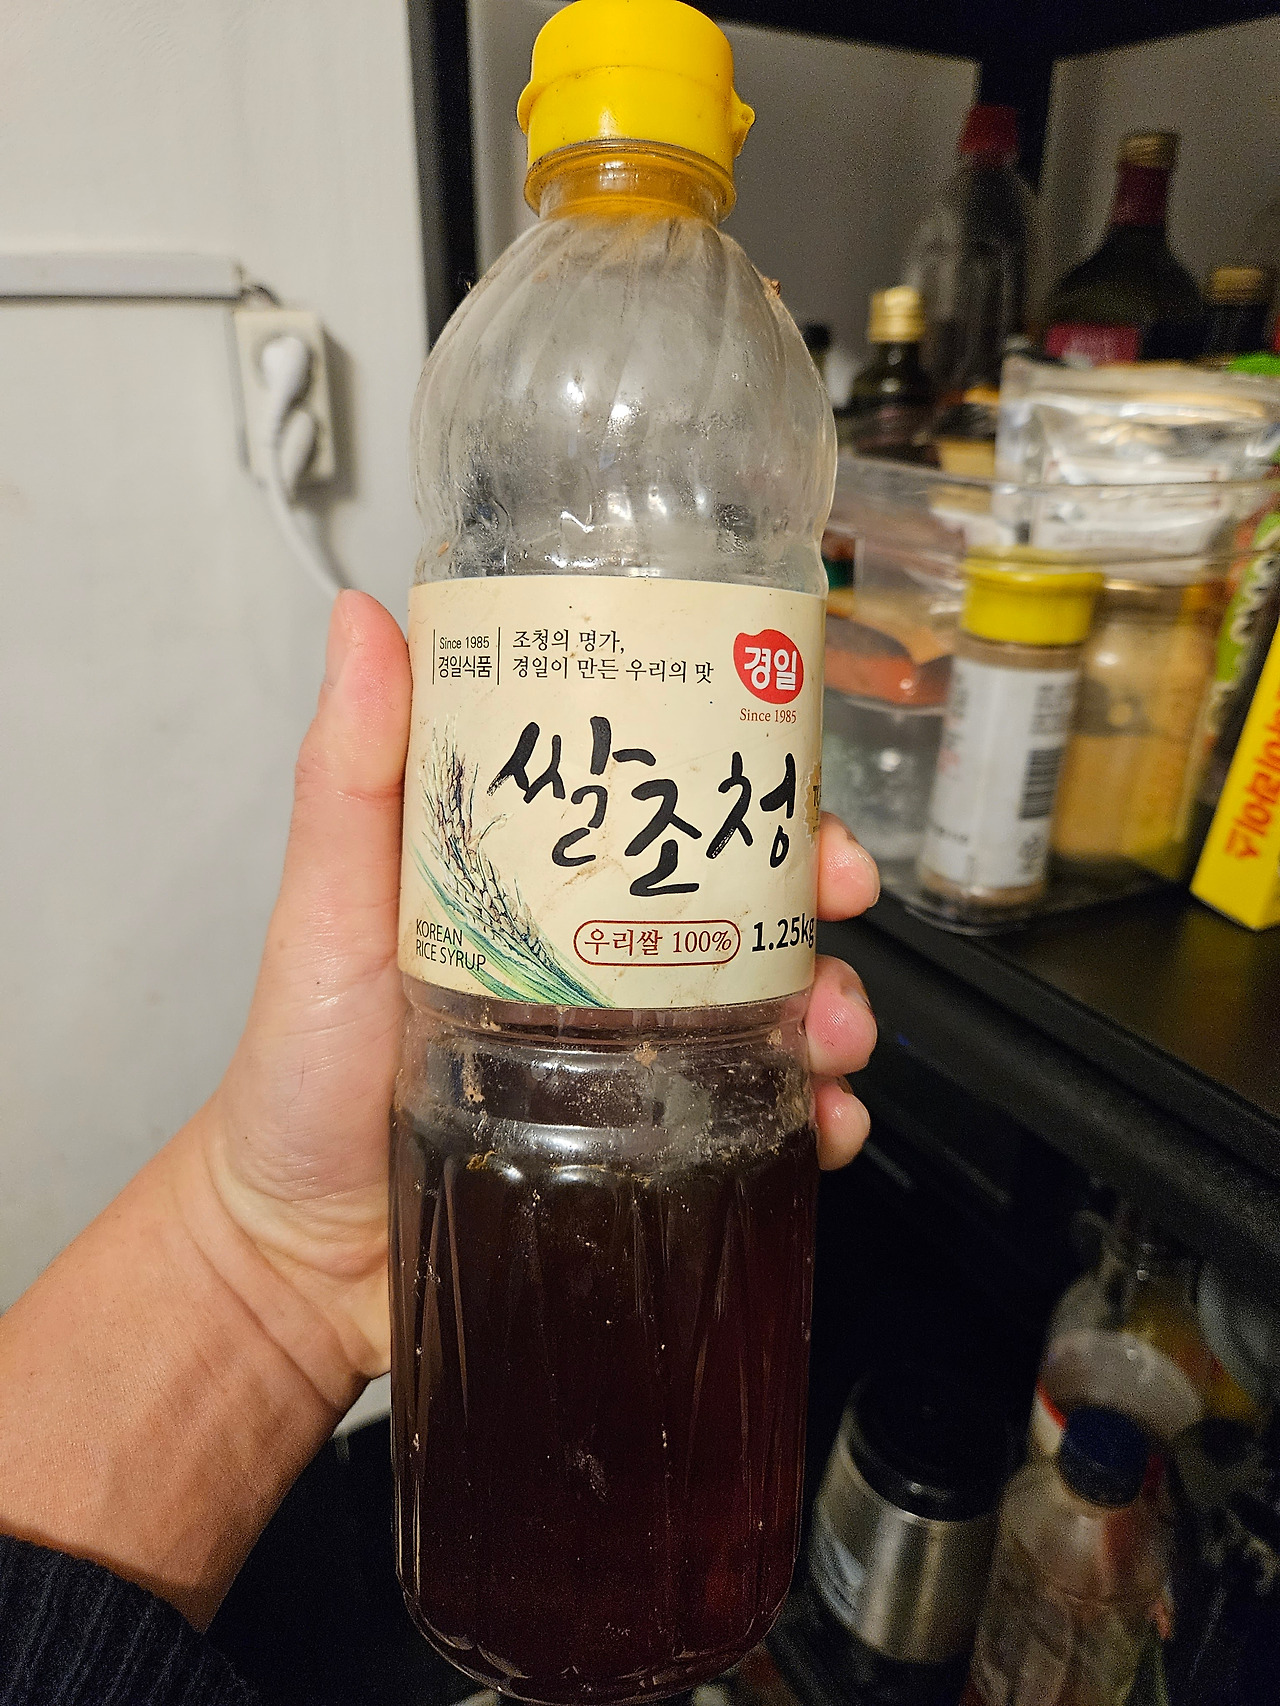 Since 1985
경일식품
조청의 명가,
경일이 만든 우리의 맛
경일
Since 1985
쌀조청
KOREAN
RICE SYRUP
우리쌀 100%
1.25kg